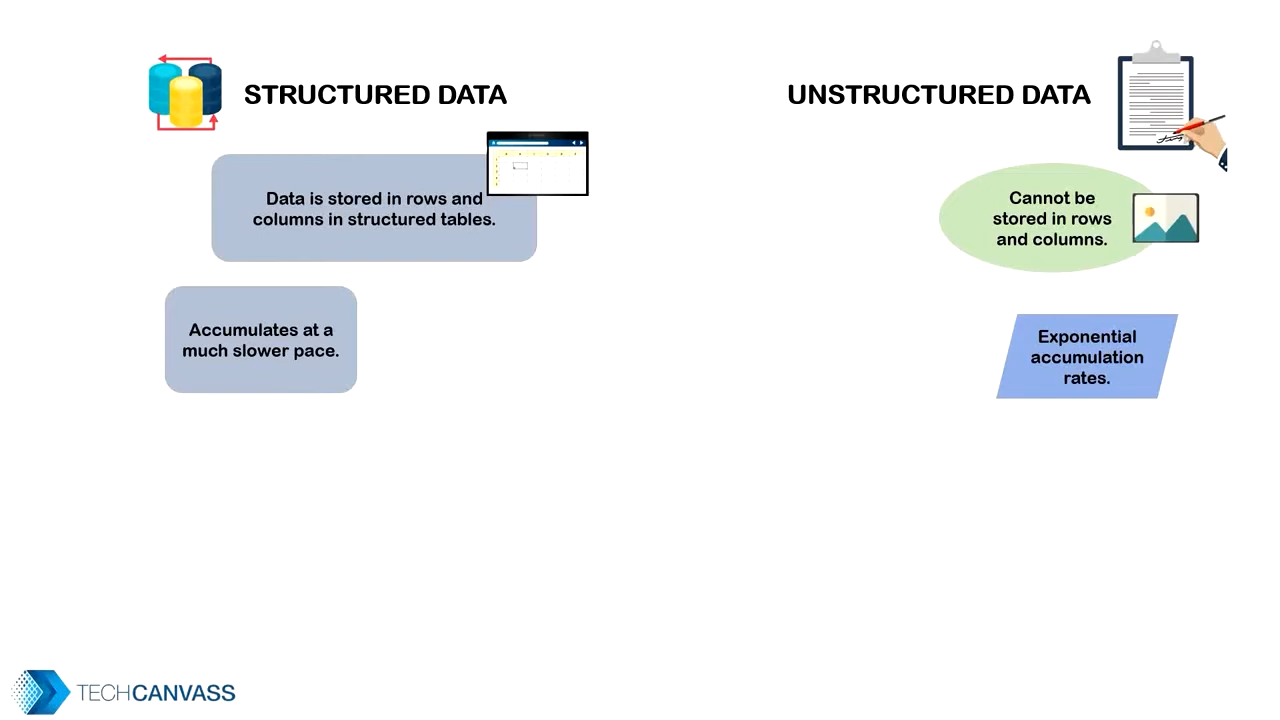 STRUCTURED DATA
UNSTRUCTURED DATA
Data is stored in rows and
columns in structured tables.
Cannot be
stored in rows
and columns.
Accumulates at a
much slower pace.
Exponential
accumulation
rates.
TECHCANVASS